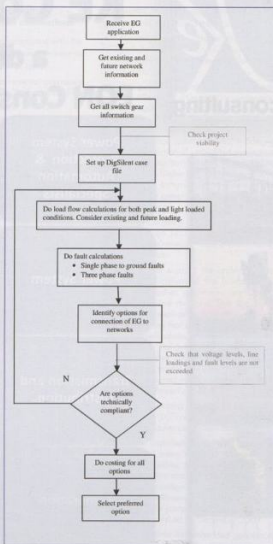 Receive EG
application
Get existing and
future network
information
Get all switch gear
information
Check project
viability
Set up DigSilent case
file
Do load flow calculations for both peak and light loaded
conditions. Consider existing and future loading.
Do fault calculations
• Single phase to ground faults
• Three phase faults
Identify options for
connection of EG to
networks
Check that voltage levels, line
loadings and fault levels are not
exceeded
N
Are options
technically
compliant?
Y
Do costing for all
options
Select preferred
option